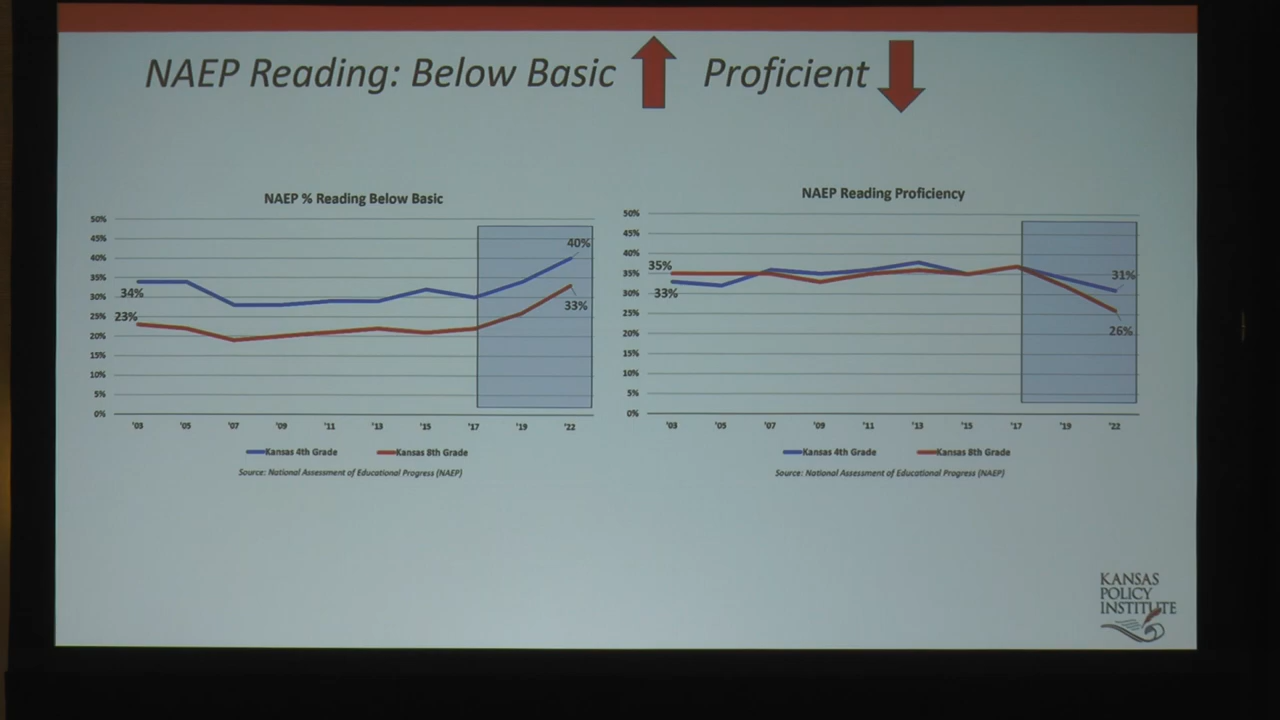 NAEP Reading: Below Basic Proficient
NAEP % Reading Below Basic
50%
45%
40%
35%
30%
25%
20%
15%
10%
5%
0%
40%
34%
33%
23%
'03 '05 '07 '09 '11 '13 '15 '17 '19 '22
Kansas 4th Grade Kansas 8th Grade
Source: National Assessment of Educational Progress (NAEP)
NAEP Reading Proficiency
50%
45%
40%
35%
30%
25%
20%
15%
10%
5%
0%
35%
33%
31%
26%
'03 '05 '07 '09 '11 '13 '15 '17 '19 '22
Kansas 4th Grade Kansas 8th Grade
Source: National Assessment of Educational Progress (NAEP)
KANSAS
POLICY
INSTITUTE